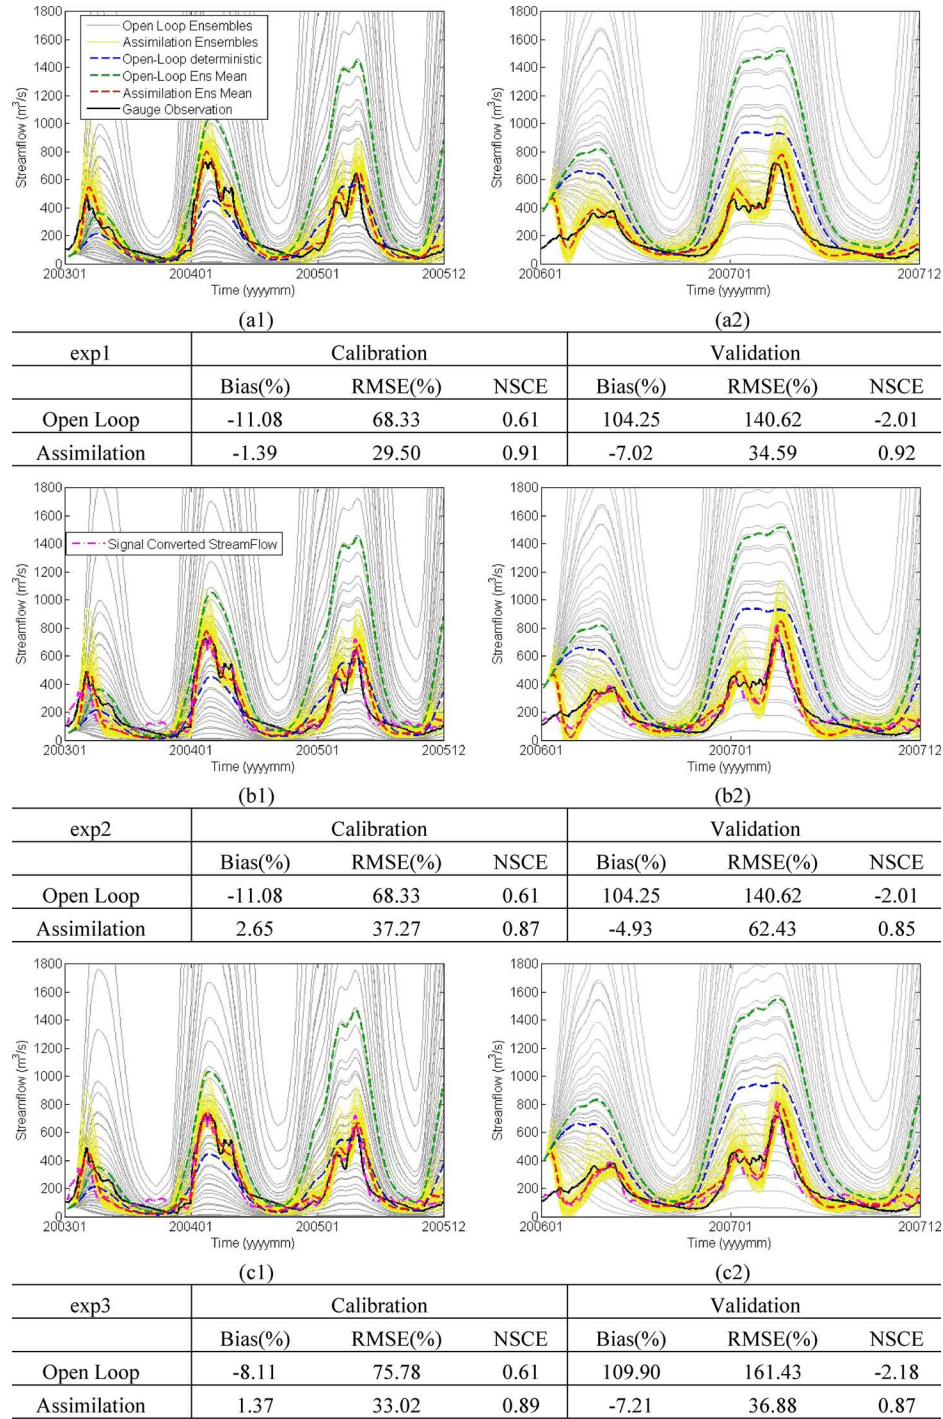 Open Loop Ensembles
Assimilation Ensembles
Open-Loop deterministic
Open-Loop Ens Mean
Assimilation Ens Mean
Gauge Observation
Streamflow (m³/s)
1800
1600
1400
1200
1000
800
600
400
200
0
200301 200401 200501 200512
Time (yyyymm)
(a1)
Streamflow (m³/s)
1800
1600
1400
1200
1000
800
600
400
200
0
200601 200701 200712
Time (yyyymm)
(a2)
exp1 Calibration Validation
Bias(%) RMSE(%) NSCE Bias(%) RMSE(%) NSCE
Open Loop -11.08 68.33 0.61 104.25 140.62 -2.01
Assimilation -1.39 29.50 0.91 -7.02 34.59 0.92
Signal Converted StreamFlow
Streamflow (m³/s)
1800
1600
1400
1200
1000
800
600
400
200
0
200301 200401 200501 200512
Time (yyyymm)
(b1)
Streamflow (m³/s)
1800
1600
1400
1200
1000
800
600
400
200
0
200601 200701 200712
Time (yyyymm)
(b2)
exp2 Calibration Validation
Bias(%) RMSE(%) NSCE Bias(%) RMSE(%) NSCE
Open Loop -11.08 68.33 0.61 104.25 140.62 -2.01
Assimilation 2.65 37.27 0.87 -4.93 62.43 0.85
Streamflow (m³/s)
1800
1600
1400
1200
1000
800
600
400
200
0
200301 200401 200501 200512
Time (yyyymm)
(c1)
Streamflow (m³/s)
1800
1600
1400
1200
1000
800
600
400
200
0
200601 200701 200712
Time (yyyymm)
(c2)
exp3 Calibration Validation
Bias(%) RMSE(%) NSCE Bias(%) RMSE(%) NSCE
Open Loop -8.11 75.78 0.61 109.90 161.43 -2.18
Assimilation 1.37 33.02 0.89 -7.21 36.88 0.87